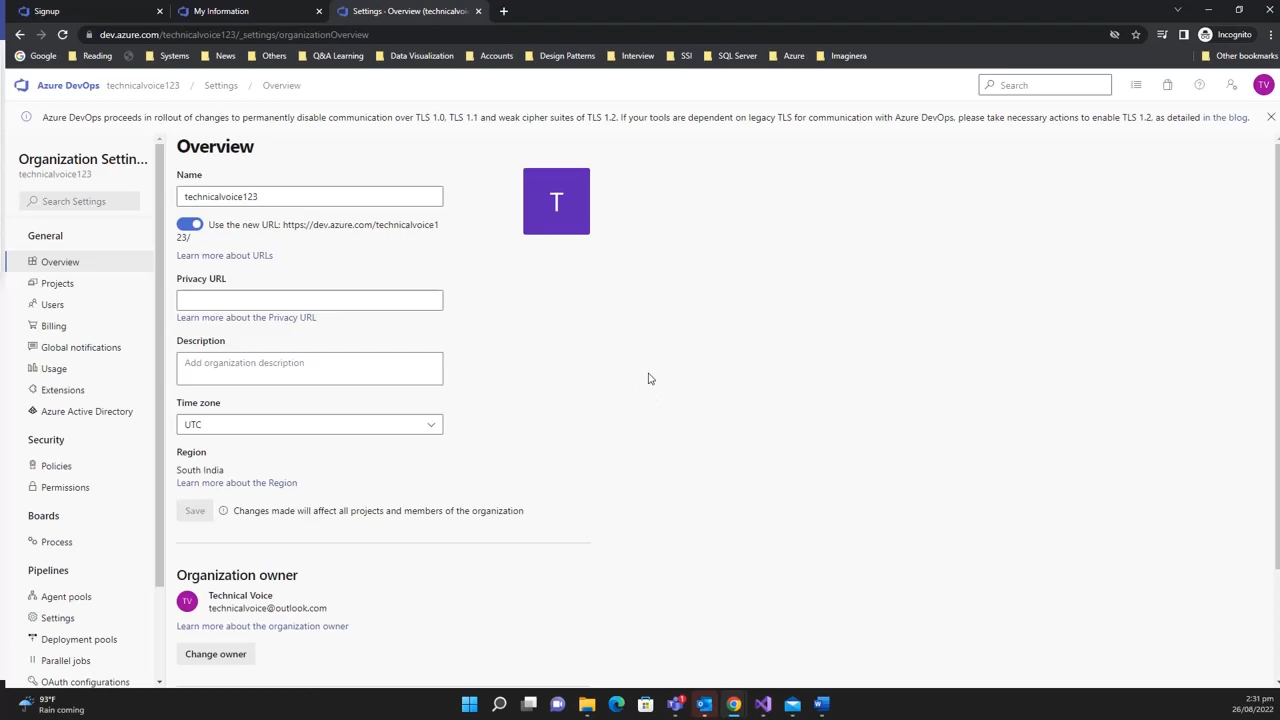 Signup
My Information
Settings - Overview (technicalvoi
dev.azure.com/technicalvoice123/_settings/organizationOverview
Incognito
Google Reading Systems News Others Q&A Learning Data Visualization Accounts Design Patterns Interview SSI SQL Server Azure Imaginera Other bookmarks
Azure DevOps technicalvoice123 / Settings / Overview
Search
TV
Azure DevOps proceeds in rollout of changes to permanently disable communication over TLS 1.0, TLS 1.1 and weak cipher suites of TLS 1.2. If your tools are dependent on legacy TLS for communication with Azure DevOps, please take necessary actions to enable TLS 1.2, as detailed in the blog.
Organization Settin...
technicalvoice123
Search Settings
General
Overview
Projects
Users
Billing
Global notifications
Usage
Extensions
Azure Active Directory
Security
Policies
Permissions
Boards
Process
Pipelines
Agent pools
Settings
Deployment pools
Parallel jobs
OAuth configurations
Overview
Name
technicalvoice123
T
Use the new URL: https://dev.azure.com/technicalvoice1
23/
Learn more about URLs
Privacy URL
Learn more about the Privacy URL
Description
Add organization description
Time zone
UTC
Region
South India
Learn more about the Region
Save
Changes made will affect all projects and members of the organization
Organization owner
TV
Technical Voice
technicalvoice@outlook.com
Learn more about the organization owner
Change owner
93°F
Rain coming
2:31 pm
26/08/2022